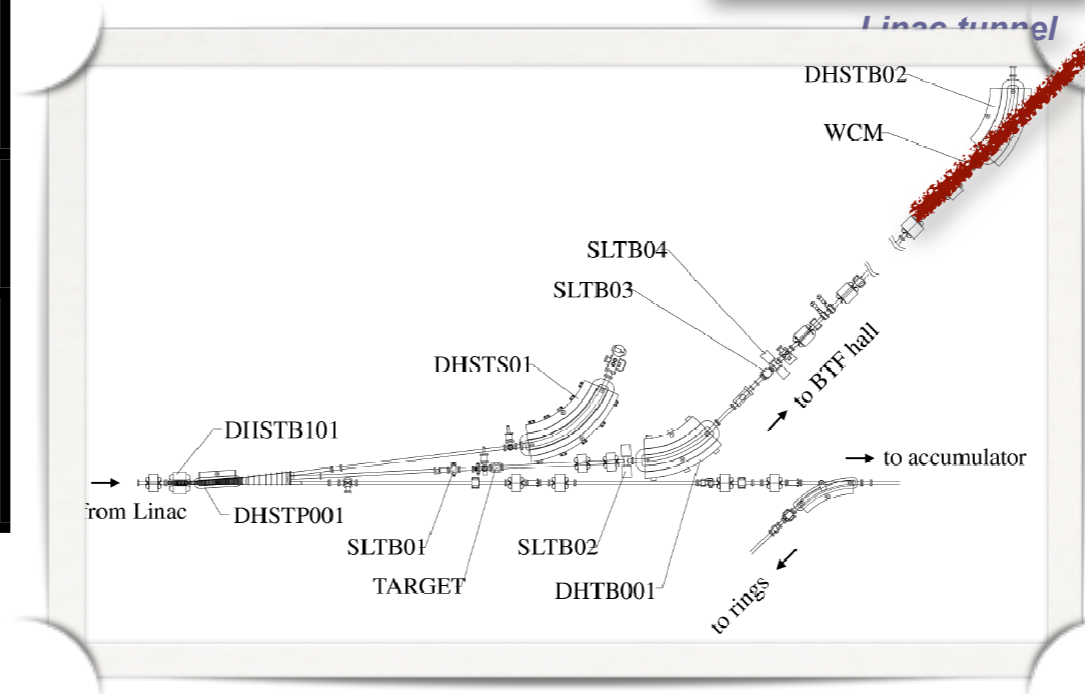 Linac tunnel
DHSTB02
WCM
SLTB04
SLTB03
DHSTS01
to BTF hall
DHSTB101
to accumulator
from Linac
DHSTP001
SLTB01
SLTB02
TARGET
DHTB001
to rings